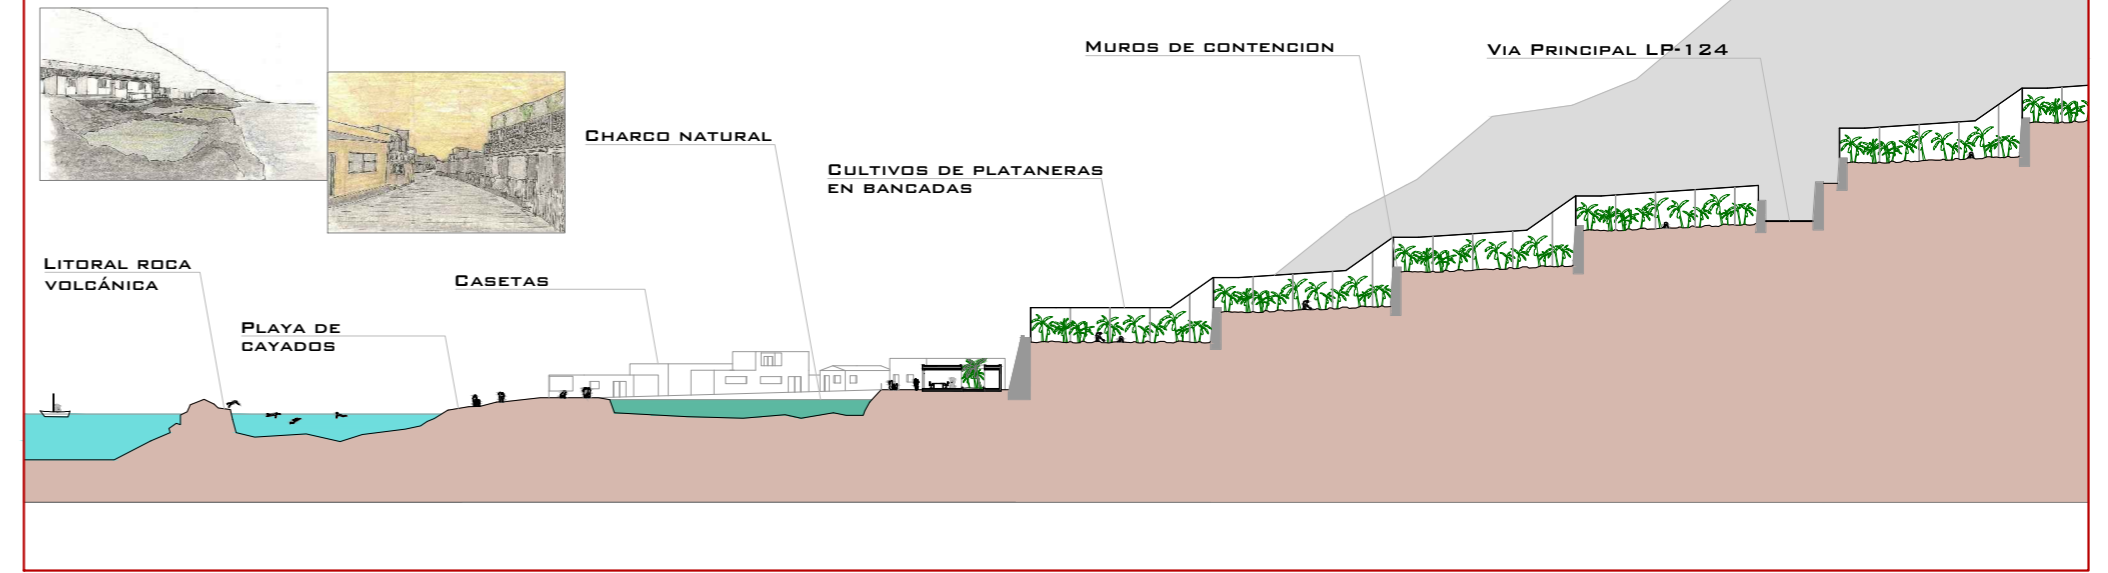 MUROS DE CONTENCION
VIA PRINCIPAL LP-124
CHARCO NATURAL
CULTIVOS DE PLATANERAS
EN BANCADAS
LITORAL ROCA
VOLCÁNICA
CASETAS
PLAYA DE
CAYADOS